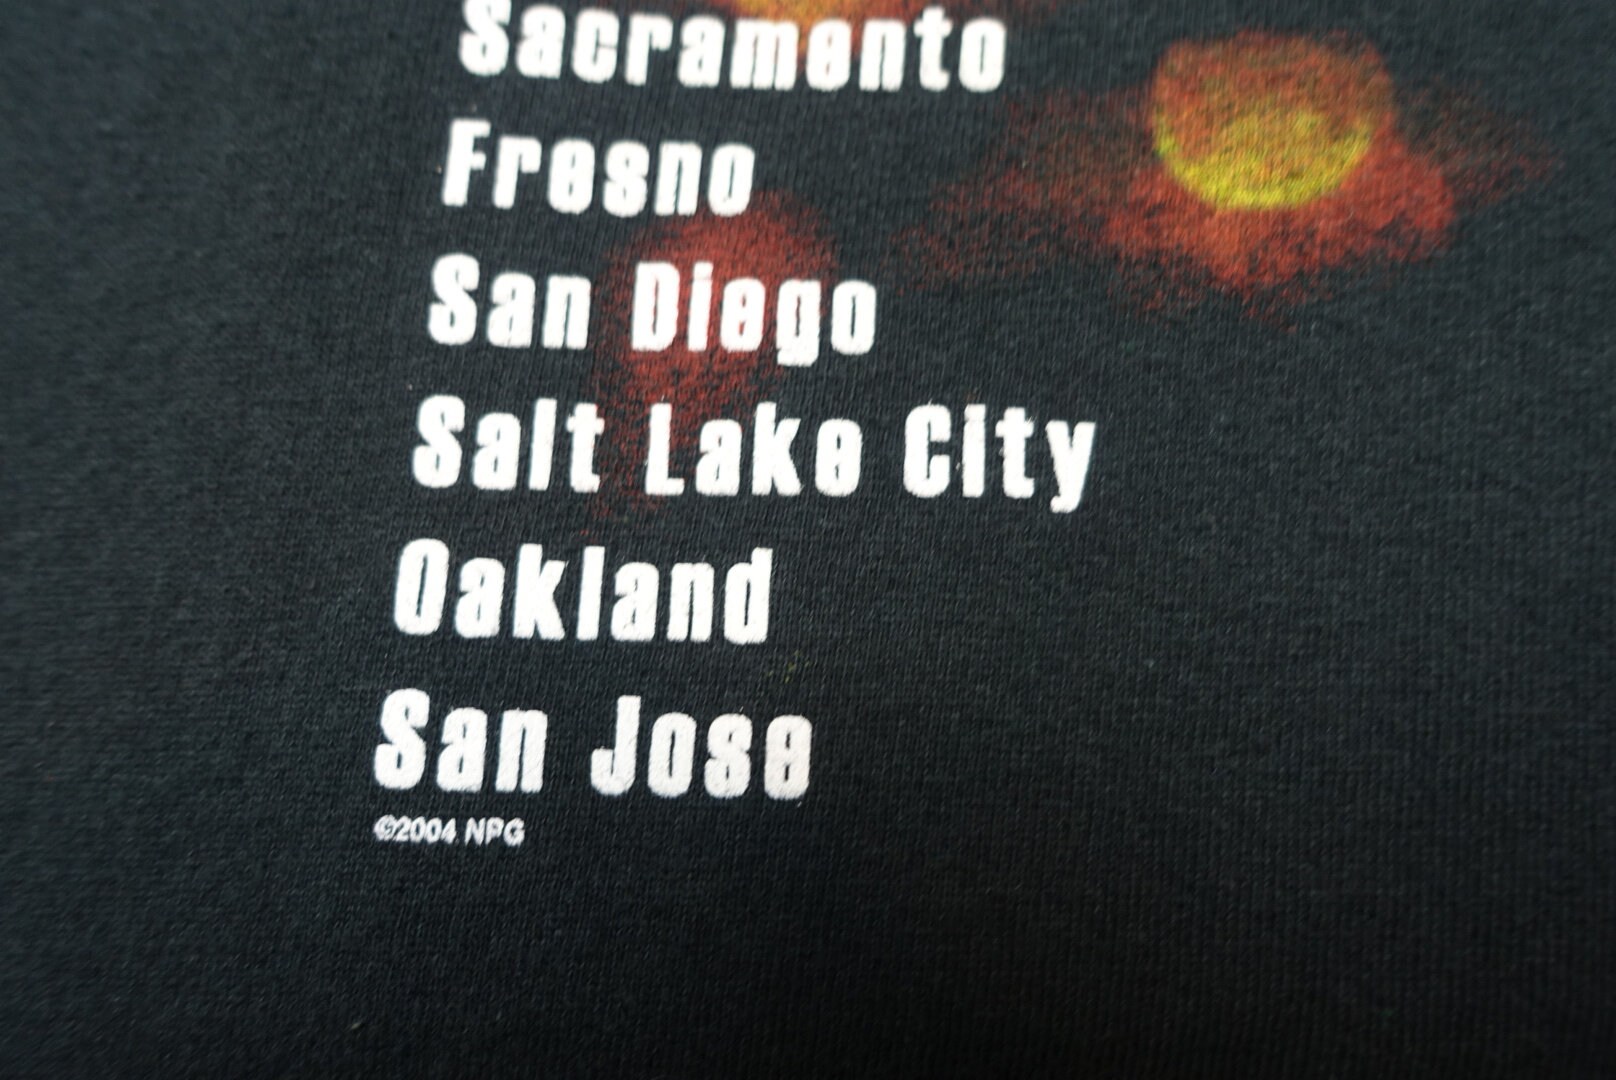 Sacramento
Fresno
San Diego
Salt Lake City
Oakland
San Jose
©2004 NPG